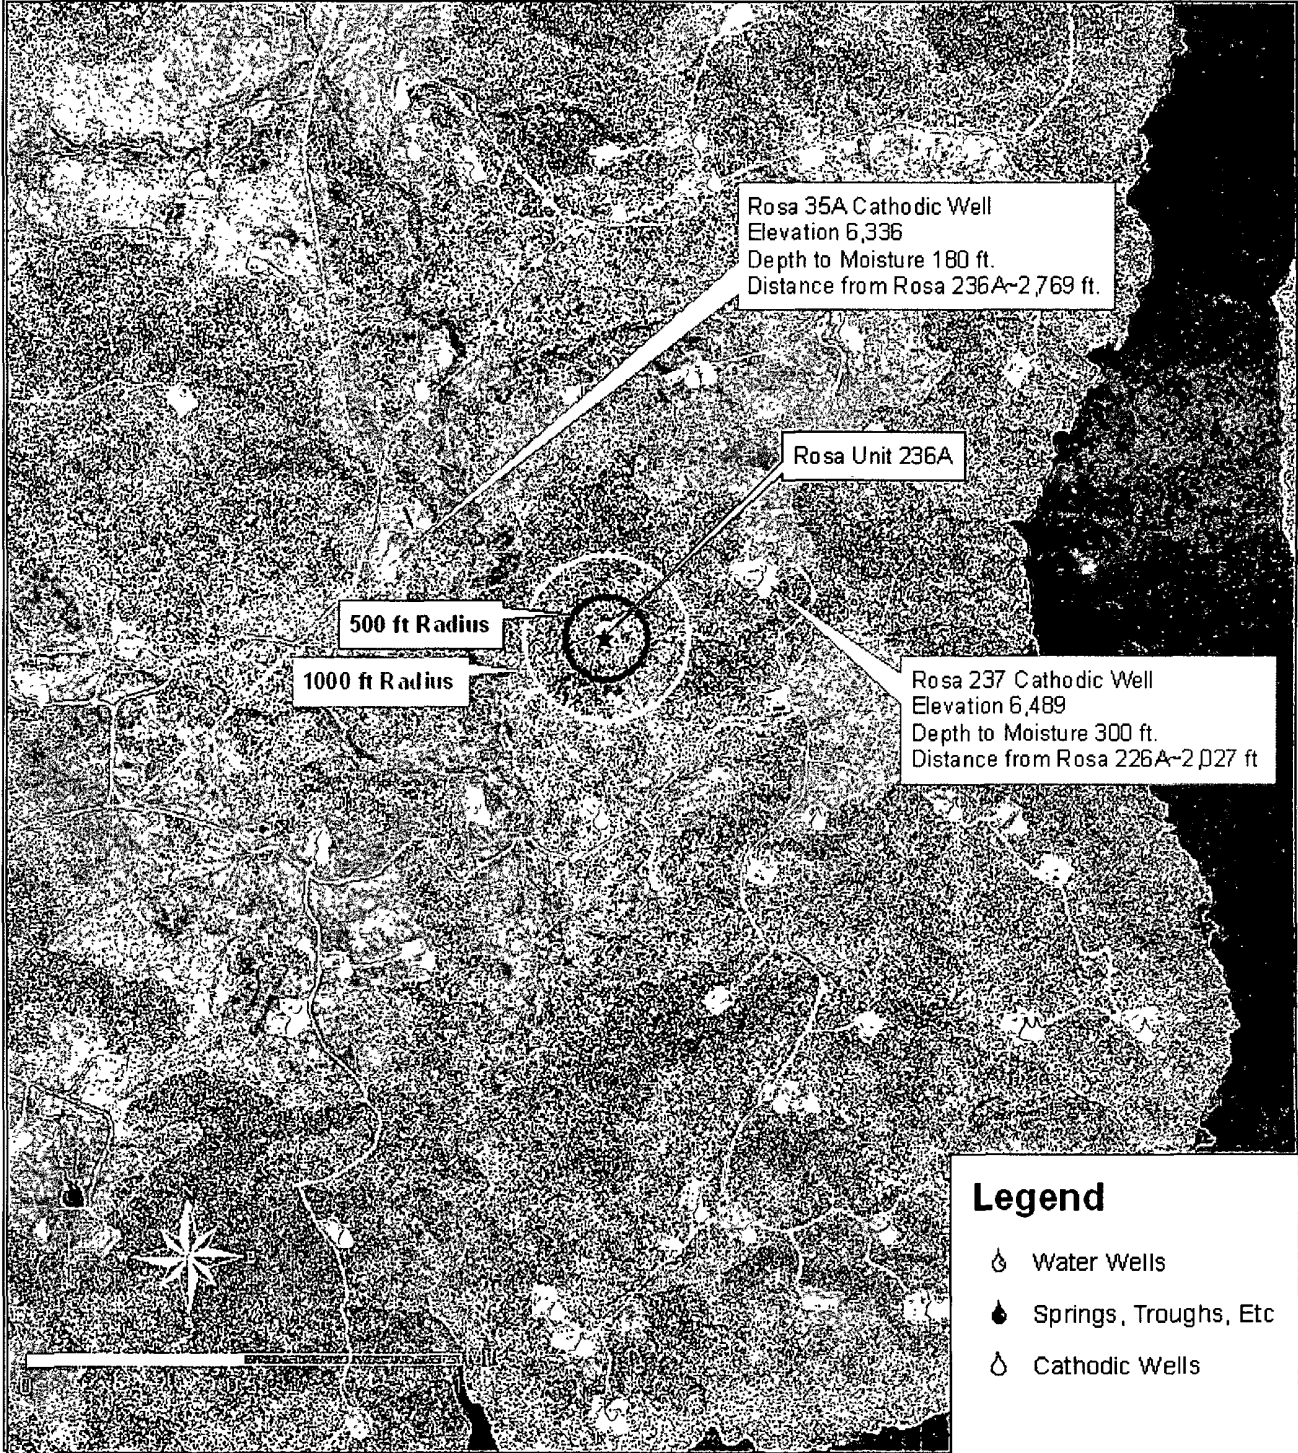 Rosa 35A Cathodic Well
Elevation 6,336
Depth to Moisture 180 ft.
Distance from Rosa 236A~2,769 ft.
Rosa Unit 236A
500 ft Radius
1000 ft Radius
Rosa 237 Cathodic Well
Elevation 6,489
Depth to Moisture 300 ft.
Distance from Rosa 226A~2,027 ft
N
Legend
Water Wells
Springs, Troughs, Etc
Cathodic Wells
0